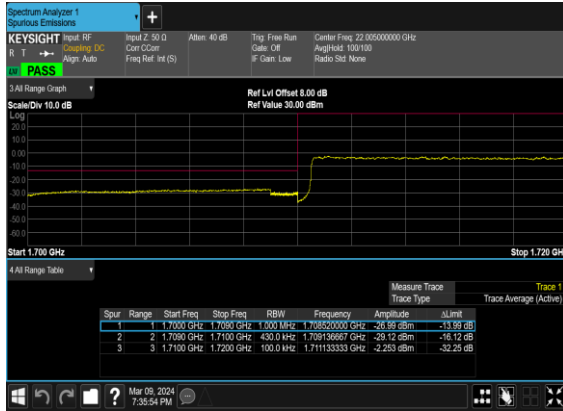 Spectrum Analyzer 1
Spurious Emissions
+
KEYSIGHT Input: RF Input Z: 50 Ω Atten: 40 dB Trig: Free Run Center Freq: 22.005000000 GHz
R T Coupling: DC Corr CCorr Gate: Off Avg|Hold: 100/100
Align: Auto Freq Ref: Int (S) IF Gain: Low Radio Std: None
PASS
3 All Range Graph
Ref Lvl Offset 8.00 dB
Scale/Div 10.0 dB Ref Value 30.00 dBm
Log
20.0
10.0
0.00
-10.0
-20.0
-30.0
-40.0
-50.0
-60.0
Start 1.700 GHz Stop 1.720 GH
4 All Range Table
Measure Trace Trace 1
Trace Type Trace Average (Active)
Spur Range Start Freq Stop Freq RBW Frequency Amplitude ΔLimit
1 1 1.7000 GHz 1.7090 GHz 1.000 MHz 1.708520000 GHz -26.99 dBm -13.99 dB
2 2 1.7090 GHz 1.7100 GHz 430.0 kHz 1.709136667 GHz -29.12 dBm -16.12 dB
3 3 1.7100 GHz 1.7200 GHz 100.0 kHz 1.711133333 GHz -2.253 dBm -32.25 dB
? Mar 09, 2024
7:35:54 PM